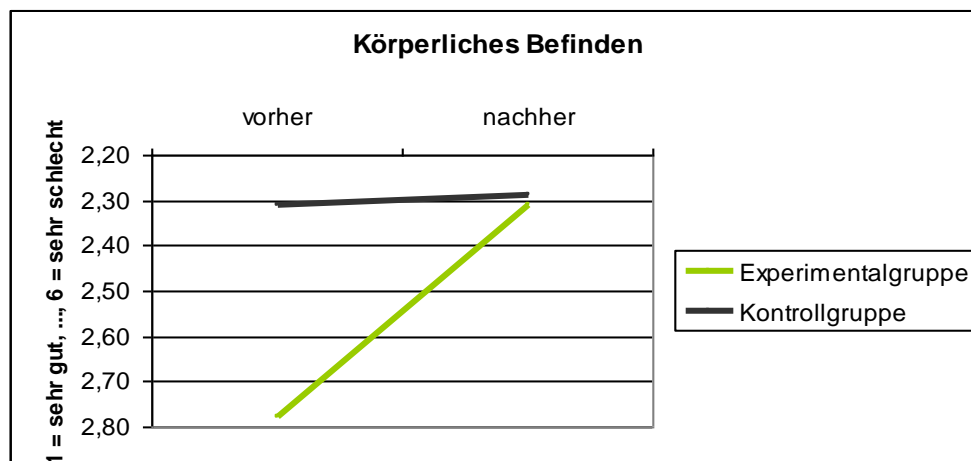 Körperliches Befinden
vorher nachher
1 = sehr gut, ..., 6 = sehr schlecht
2,20
2,30
2,40
2,50
2,60
2,70
2,80
Experimentalgruppe
Kontrollgruppe